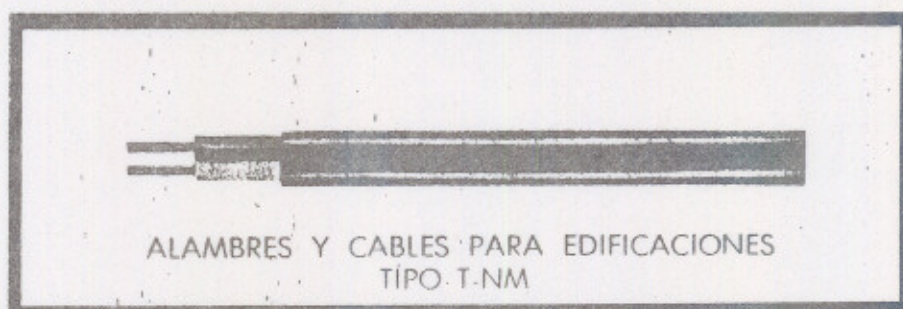 ALAMBRES Y CABLES PARA EDIFICACIONES
TIPO T-NM